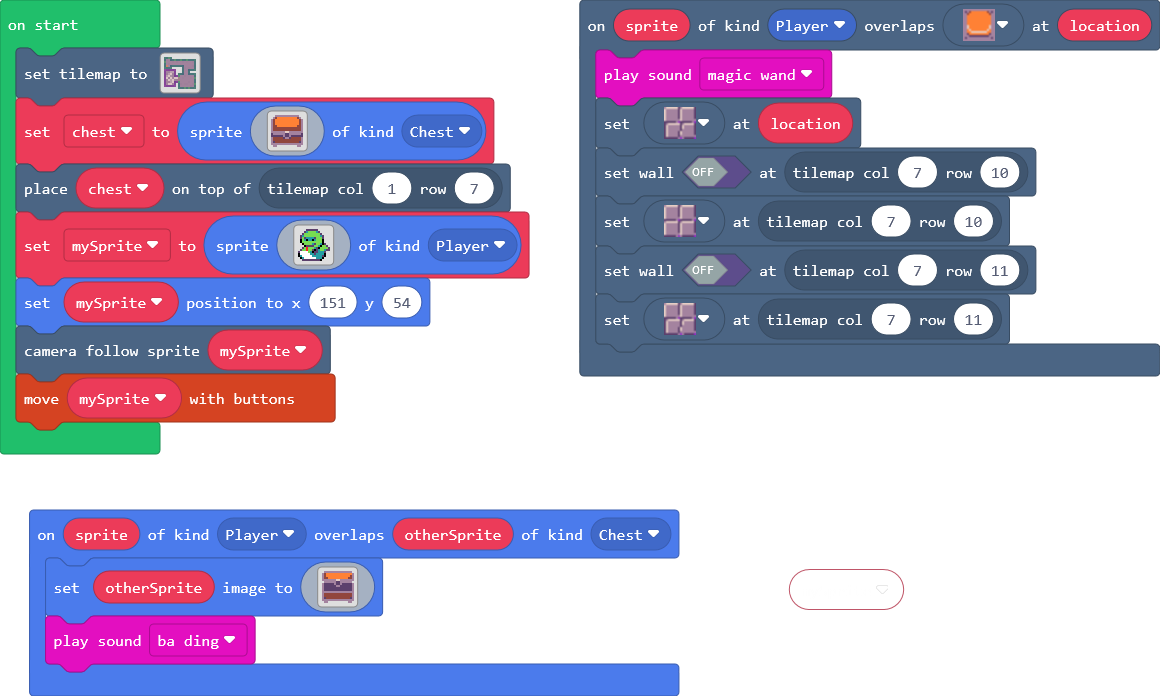 on start
set tilemap to
set chest to sprite of kind Chest
place chest on top of tilemap col 1 row 7
set mySprite to sprite of kind Player
set mySprite position to x 151 y 54
camera follow sprite mySprite
move mySprite with buttons
on sprite of kind Player overlaps at location
play sound magic wand
set at location
set wall OFF at tilemap col 7 row 10
set at tilemap col 7 row 10
set wall OFF at tilemap col 7 row 11
set at tilemap col 7 row 11
on sprite of kind Player overlaps otherSprite of kind Chest
set otherSprite image to
play sound ba ding